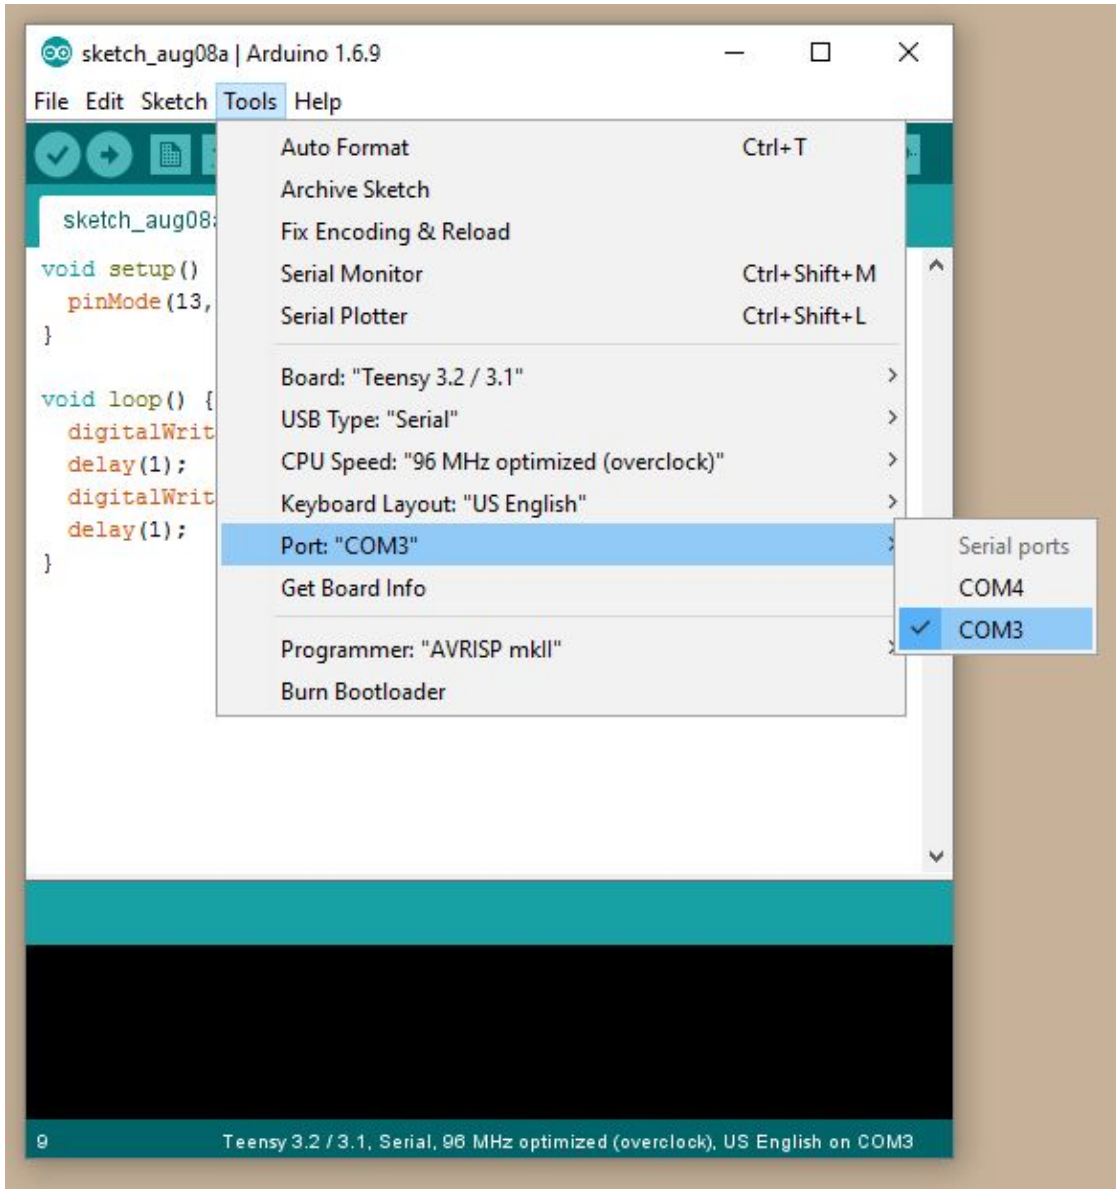 sketch_aug08a | Arduino 1.6.9
File Edit Sketch Tools Help
sketch_aug08a
void setup()
pinMode(13,
}
void loop() {
digitalWrit
delay(1);
digitalWrit
delay(1);
}
Auto Format Ctrl+T
Archive Sketch
Fix Encoding & Reload
Serial Monitor Ctrl+Shift+M
Serial Plotter Ctrl+Shift+L
Board: "Teensy 3.2 / 3.1"
USB Type: "Serial"
CPU Speed: "96 MHz optimized (overclock)"
Keyboard Layout: "US English"
Port: "COM3"
Get Board Info
Programmer: "AVRISP mkII"
Burn Bootloader
Serial ports
COM4
COM3
9 Teensy 3.2 / 3.1, Serial, 96 MHz optimized (overclock), US English on COM3